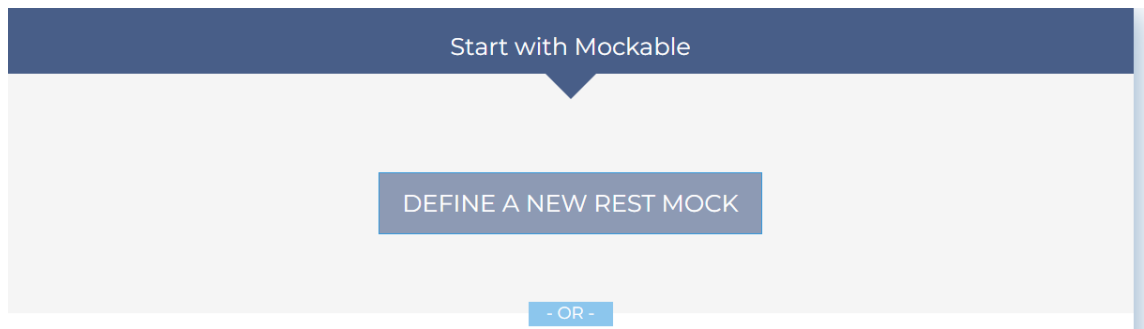 Start with Mockable
DEFINE A NEW REST MOCK
- OR -